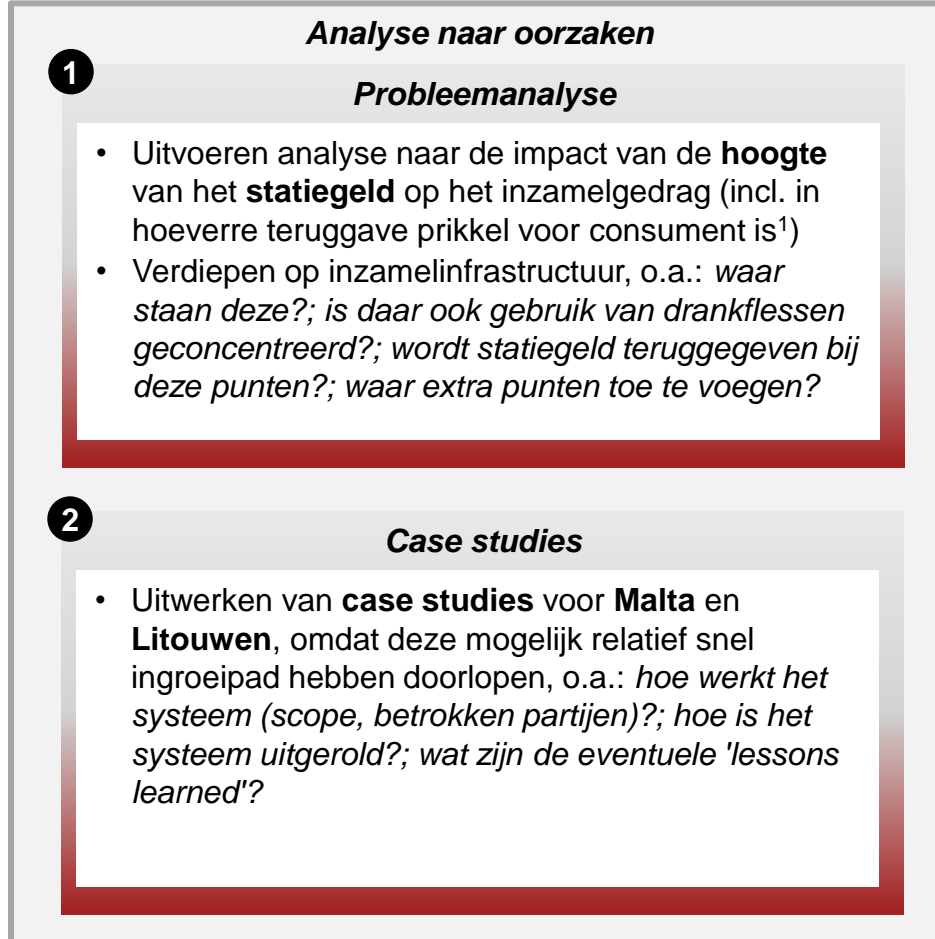 Analyse naar oorzaken
1
Probleemanalyse
• Uitvoeren analyse naar de impact van de hoogte
van het statiegeld op het inzamelgedrag (incl. in
hoeverre teruggave prikkel voor consument is¹)
• Verdiepen op inzamelinfrastructuur, o.a.: waar
staan deze?; is daar ook gebruik van drankflessen
geconcentreerd?; wordt statiegeld teruggegeven bij
deze punten?; waar extra punten toe te voegen?
2
Case studies
• Uitwerken van case studies voor Malta en
Litouwen, omdat deze mogelijk relatief snel
ingroeipad hebben doorlopen, o.a.: hoe werkt het
systeem (scope, betrokken partijen)?; hoe is het
systeem uitgerold?; wat zijn de eventuele 'lessons
learned'?